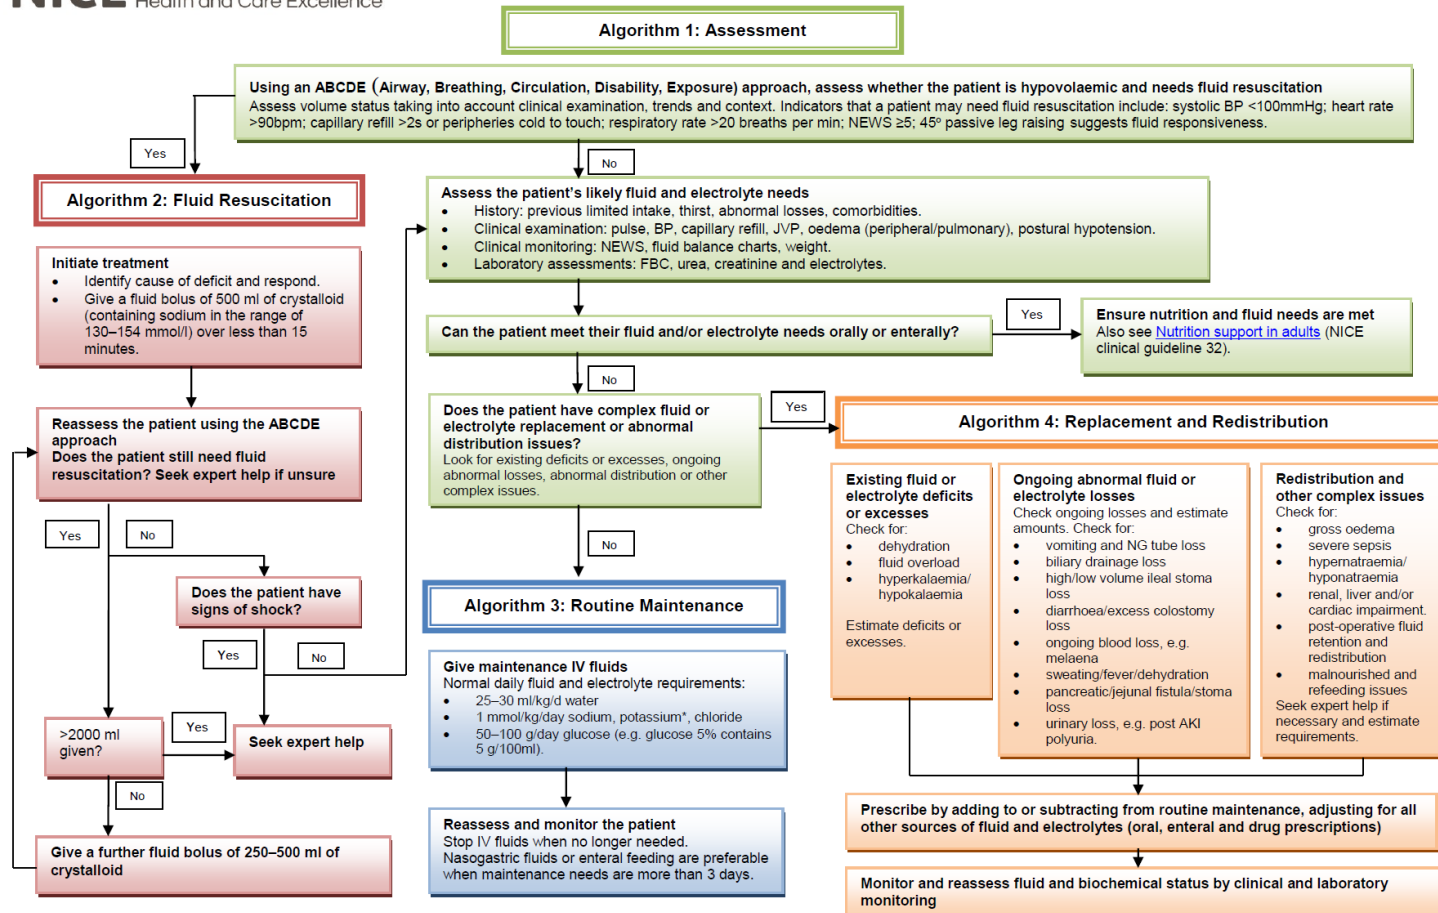 NICE Health and Care Excellence
Algorithm 1: Assessment
Using an ABCDE (Airway, Breathing, Circulation, Disability, Exposure) approach, assess whether the patient is hypovolaemic and needs fluid resuscitation
Assess volume status taking into account clinical examination, trends and context. Indicators that a patient may need fluid resuscitation include: systolic BP <100mmHg; heart rate
>90bpm; capillary refill >2s or peripheries cold to touch; respiratory rate >20 breaths per min; NEWS ≥5; 45º passive leg raising suggests fluid responsiveness.
Yes
No
Algorithm 2: Fluid Resuscitation
Initiate treatment
• Identify cause of deficit and respond.
• Give a fluid bolus of 500 ml of crystalloid
(containing sodium in the range of
130–154 mmol/l) over less than 15
minutes.
Reassess the patient using the ABCDE
approach
Does the patient still need fluid
resuscitation? Seek expert help if unsure
Yes
No
Does the patient have
signs of shock?
Yes
No
>2000 ml
given?
Yes
Seek expert help
No
Give a further fluid bolus of 250–500 ml of
crystalloid
Assess the patient's likely fluid and electrolyte needs
• History: previous limited intake, thirst, abnormal losses, comorbidities.
• Clinical examination: pulse, BP, capillary refill, JVP, oedema (peripheral/pulmonary), postural hypotension.
• Clinical monitoring: NEWS, fluid balance charts, weight.
• Laboratory assessments: FBC, urea, creatinine and electrolytes.
Can the patient meet their fluid and/or electrolyte needs orally or enterally?
Yes
Ensure nutrition and fluid needs are met
Also see Nutrition support in adults (NICE
clinical guideline 32).
No
Does the patient have complex fluid or
electrolyte replacement or abnormal
distribution issues?
Look for existing deficits or excesses, ongoing
abnormal losses, abnormal distribution or other
complex issues.
Yes
No
Algorithm 3: Routine Maintenance
Give maintenance IV fluids
Normal daily fluid and electrolyte requirements:
• 25–30 ml/kg/d water
• 1 mmol/kg/day sodium, potassium*, chloride
• 50–100 g/day glucose (e.g. glucose 5% contains
5 g/100ml).
Reassess and monitor the patient
Stop IV fluids when no longer needed.
Nasogastric fluids or enteral feeding are preferable
when maintenance needs are more than 3 days.
Algorithm 4: Replacement and Redistribution
Existing fluid or
electrolyte deficits
or excesses
Check for:
• dehydration
• fluid overload
• hyperkalaemia/
hypokalaemia
Estimate deficits or
excesses.
Ongoing abnormal fluid or
electrolyte losses
Check ongoing losses and estimate
amounts. Check for:
• vomiting and NG tube loss
• biliary drainage loss
• high/low volume ileal stoma
loss
• diarrhoea/excess colostomy
loss
• ongoing blood loss, e.g.
melaena
• sweating/fever/dehydration
• pancreatic/jejunal fistula/stoma
loss
• urinary loss, e.g. post AKI
polyuria.
Redistribution and
other complex issues
Check for:
• gross oedema
• severe sepsis
• hypernatraemia/
hyponatraemia
• renal, liver and/or
cardiac impairment.
• post-operative fluid
retention and
redistribution
• malnourished and
refeeding issues
Seek expert help if
necessary and estimate
requirements.
Prescribe by adding to or subtracting from routine maintenance, adjusting for all
other sources of fluid and electrolytes (oral, enteral and drug prescriptions)
Monitor and reassess fluid and biochemical status by clinical and laboratory
monitoring